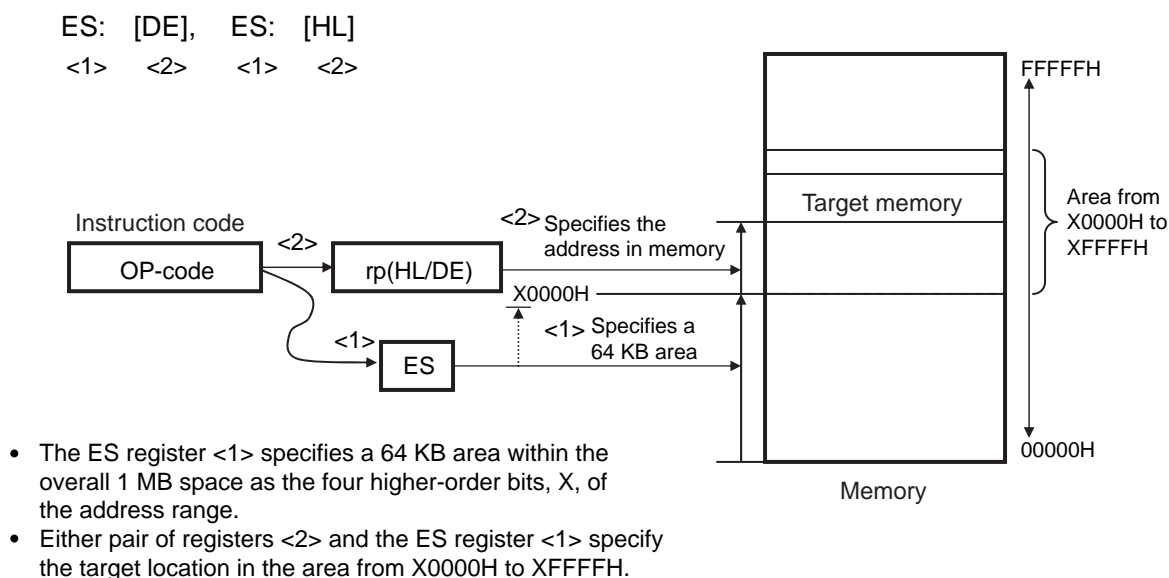 ES: [DE], ES: [HL]
<1> <2> <1> <2>
FFFFFH
Instruction code
OP-code
<2>
rp(HL/DE)
<2> Specifies the
address in memory
Target memory
Area from
X0000H to
XFFFFH
X0000H
<1>
ES
<1> Specifies a
64 KB area
00000H
Memory
• The ES register <1> specifies a 64 KB area within the
overall 1 MB space as the four higher-order bits, X, of
the address range.
• Either pair of registers <2> and the ES register <1> specify
the target location in the area from X0000H to XFFFFH.